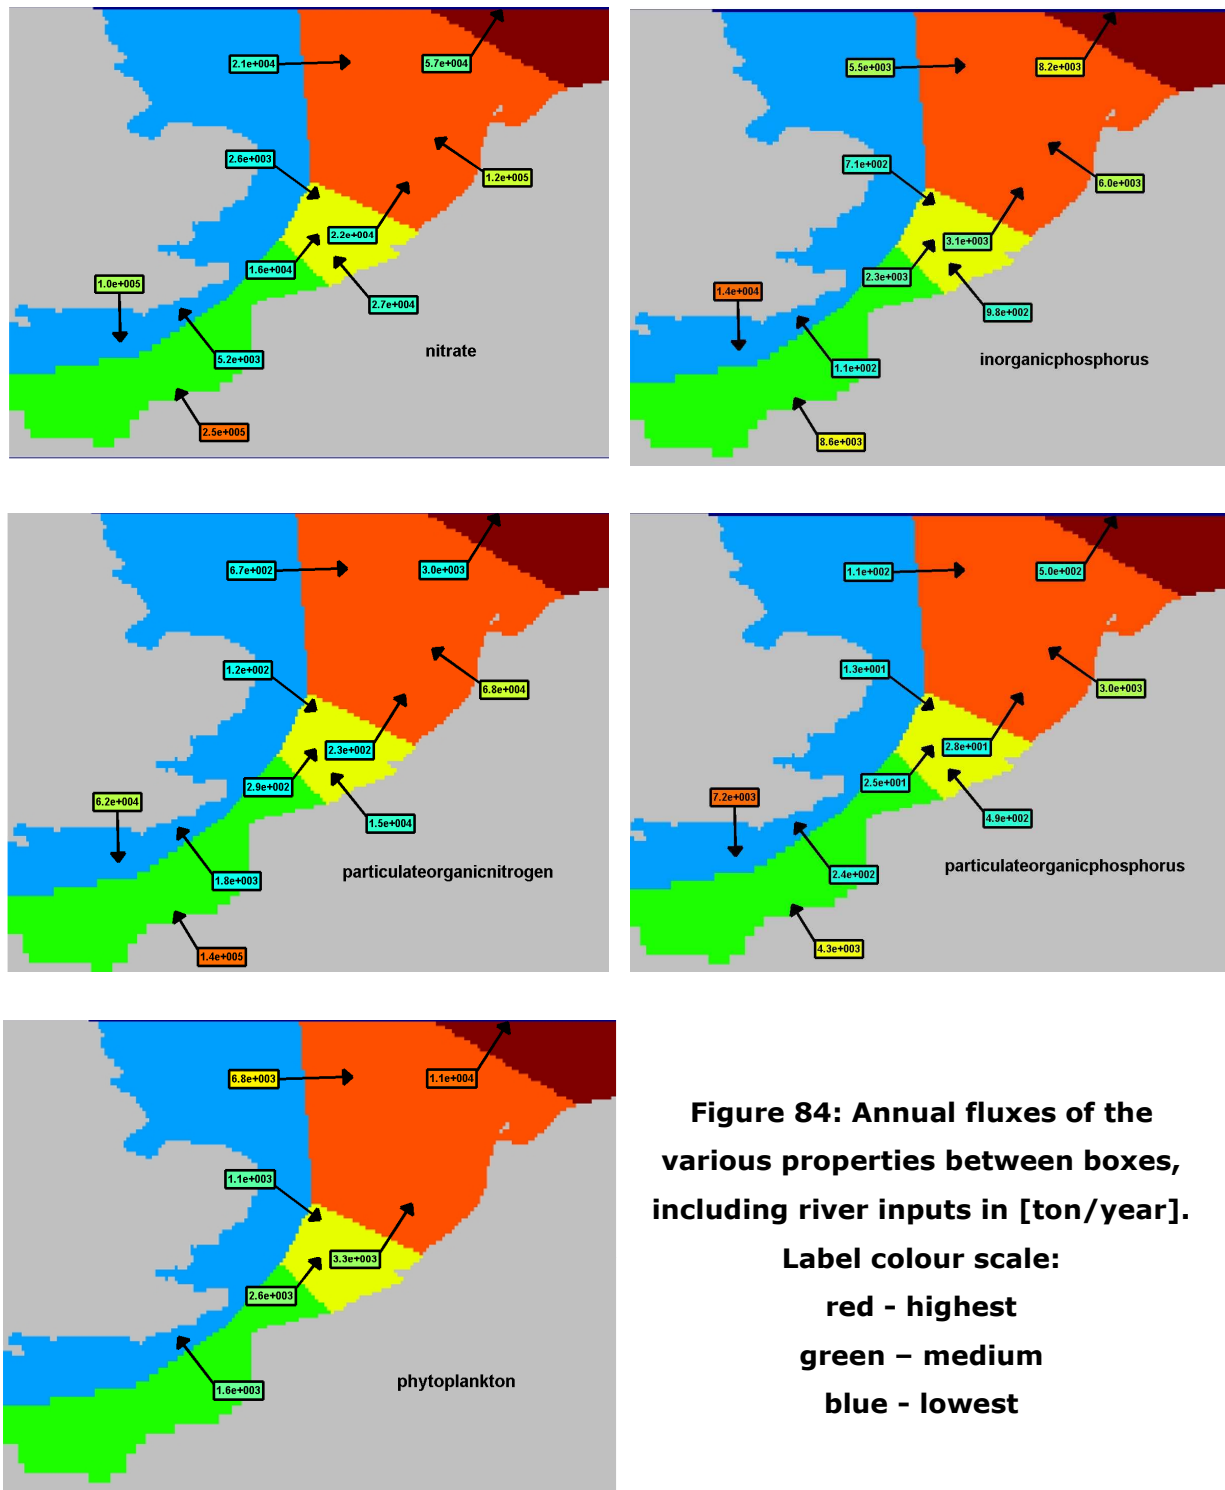 2.1e+004
5.7e+004
2.6e+003
1.2e+005
2.2e+004
1.6e+004
1.0e+005
2.7e+004
5.2e+003
nitrate
2.5e+005
5.5e+003
8.2e+003
7.1e+002
6.0e+003
3.1e+003
2.3e+003
1.4e+004
9.8e+002
1.1e+002
inorganicphosphorus
8.6e+003
6.7e+002
3.0e+003
1.2e+002
6.8e+004
2.3e+002
2.9e+002
6.2e+004
1.5e+004
1.8e+003
particulateorganicnitrogen
1.4e+005
1.1e+002
5.0e+002
1.3e+001
3.0e+003
2.8e+001
2.5e+001
7.2e+003
4.9e+002
2.4e+002
particulateorganicphosphorus
4.3e+003
6.8e+003
1.1e+004
1.1e+003
3.3e+003
2.6e+003
1.6e+003
phytoplankton
Figure 84: Annual fluxes of the
various properties between boxes,
including river inputs in [ton/year].
Label colour scale:
red - highest
green – medium
blue - lowest